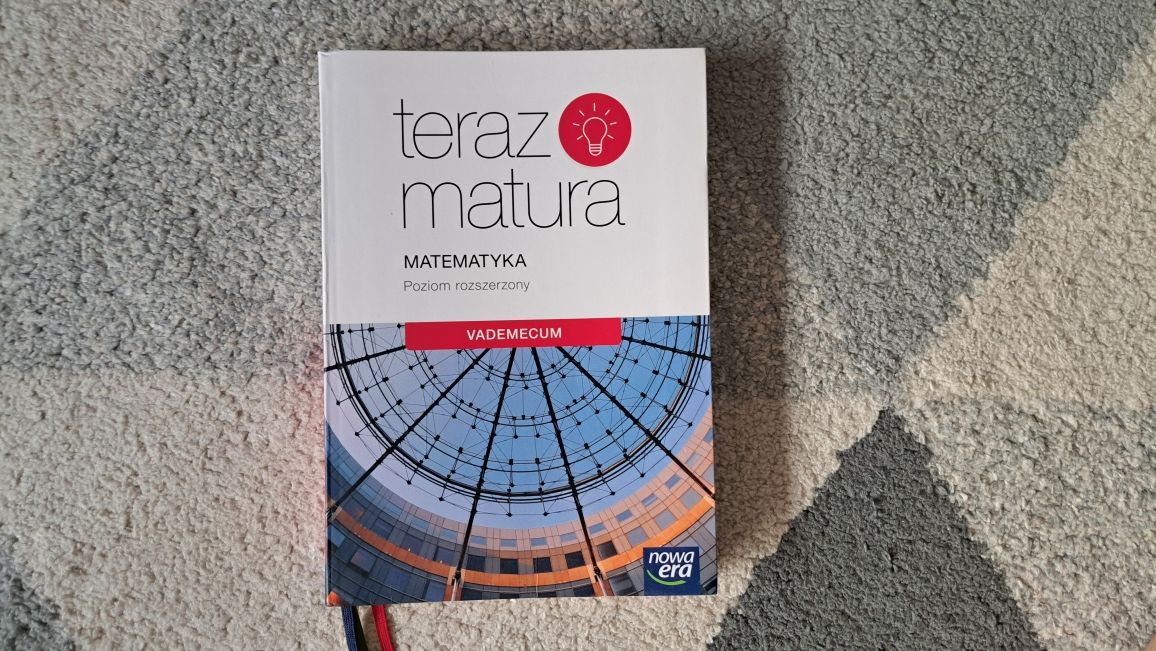 teraz
matura
MATEMATYKA
Poziom rozszerzony
VADEMECUM
nowa
era